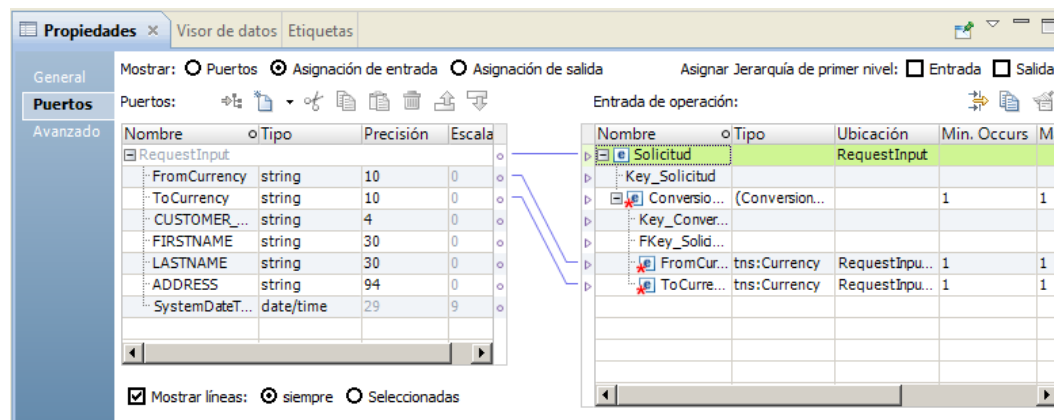 Propiedades Visor de datos Etiquetas
General
Puertos
Avanzado
Mostrar: Puertos Asignación de entrada Asignación de salida Asignar Jerarquía de primer nivel: Entrada Salida
Puertos: Entrada de operación:
Nombre Tipo Precisión Escala
RequestInput
FromCurrency string 10 0
ToCurrency string 10 0
CUSTOMER_... string 4 0
FIRSTNAME string 30 0
LASTNAME string 30 0
ADDRESS string 94 0
SystemDateT... date/time 29 9
Nombre Tipo Ubicación Min. Occurs M
Solicitud RequestInput
Key_Solicitud
Conversio... (Conversion... 1 1
Key_Conver...
FKey_Solid...
FromCur... tns:Currency RequestInpu... 1 1
ToCurre... tns:Currency RequestInpu... 1 1
Mostrar líneas: siempre Seleccionadas